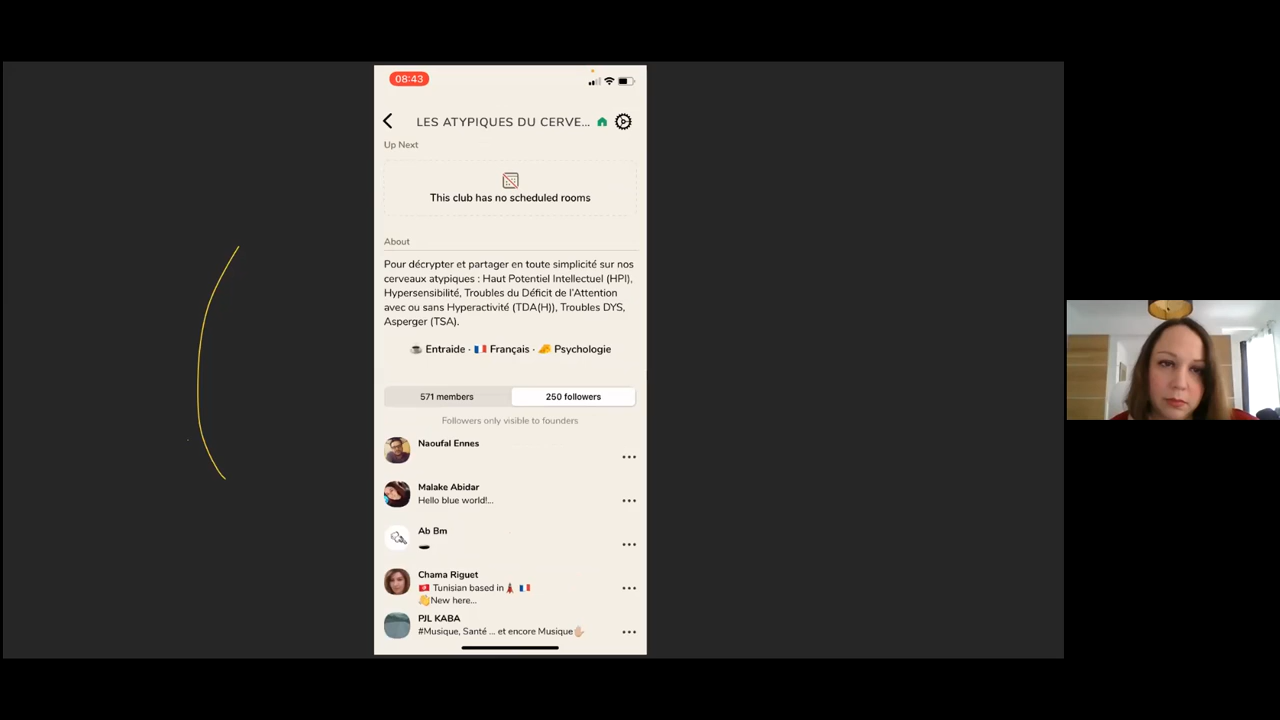 08:43
LES ATYPIQUES DU CERVE...
Up Next
This club has no scheduled rooms
About
Pour décrypter et partager en toute simplicité sur nos
cerveaux atypiques : Haut Potentiel Intellectuel (HPI),
Hypersensibilité, Troubles du Déficit de l'Attention
avec ou sans Hyperactivité (TDA(H)), Troubles DYS,
Asperger (TSA).
☕ Entraide · 🇫🇷 Français · 🧀 Psychologie
571 members 250 followers
Followers only visible to founders
Naoufal Ennes
Malake Abidar
Hello blue world!...
Ab Bm
Chama Riguet
🇹🇳 Tunisian based in🗼 🇫🇷
👋New here...
PJL KABA
#Musique, Santé ... et encore Musique🖐🏼